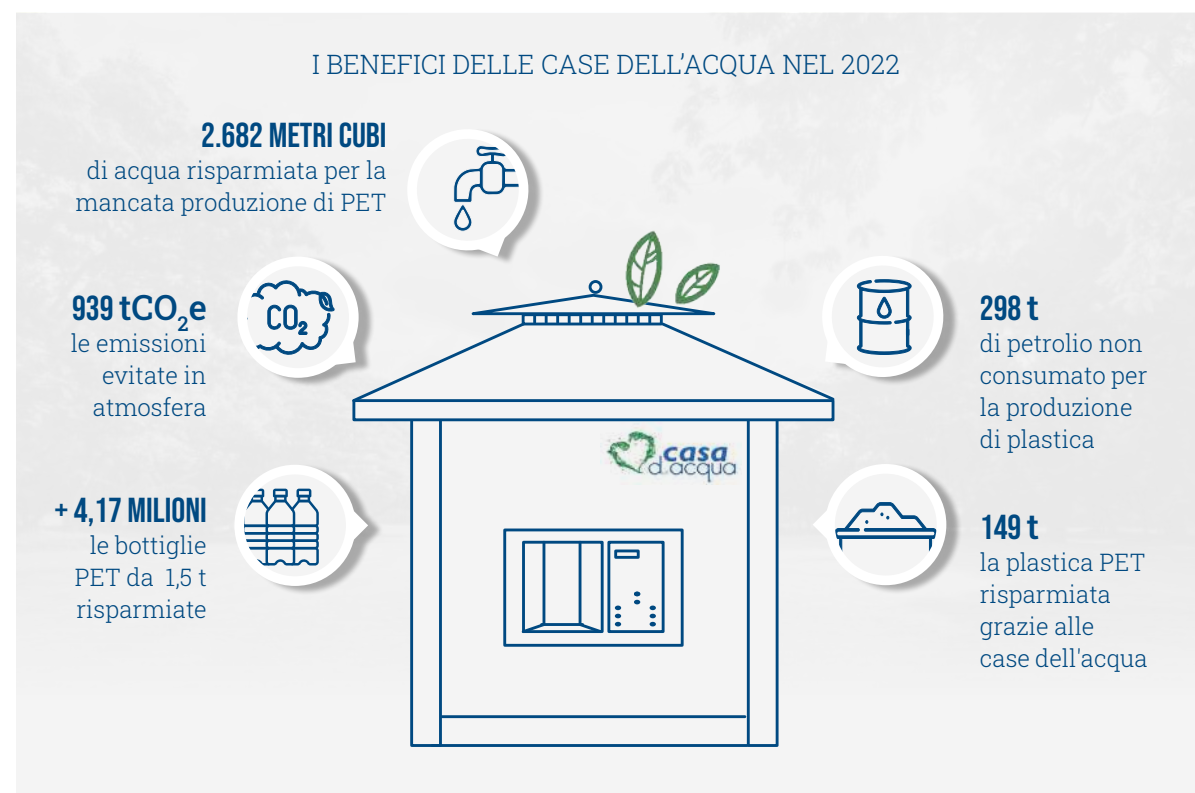 I BENEFICI DELLE CASE DELL'ACQUA NEL 2022
2.682 METRI CUBI
di acqua risparmiata per la
mancata produzione di PET
939 tCO₂e
le emissioni
evitate in
atmosfera
CO₂
+ 4,17 MILIONI
le bottiglie
PET da 1,5 t
risparmiate
298 t
di petrolio non
consumato per
la produzione
di plastica
149 t
la plastica PET
risparmiata
grazie alle
case dell'acqua
casa
d'acqua